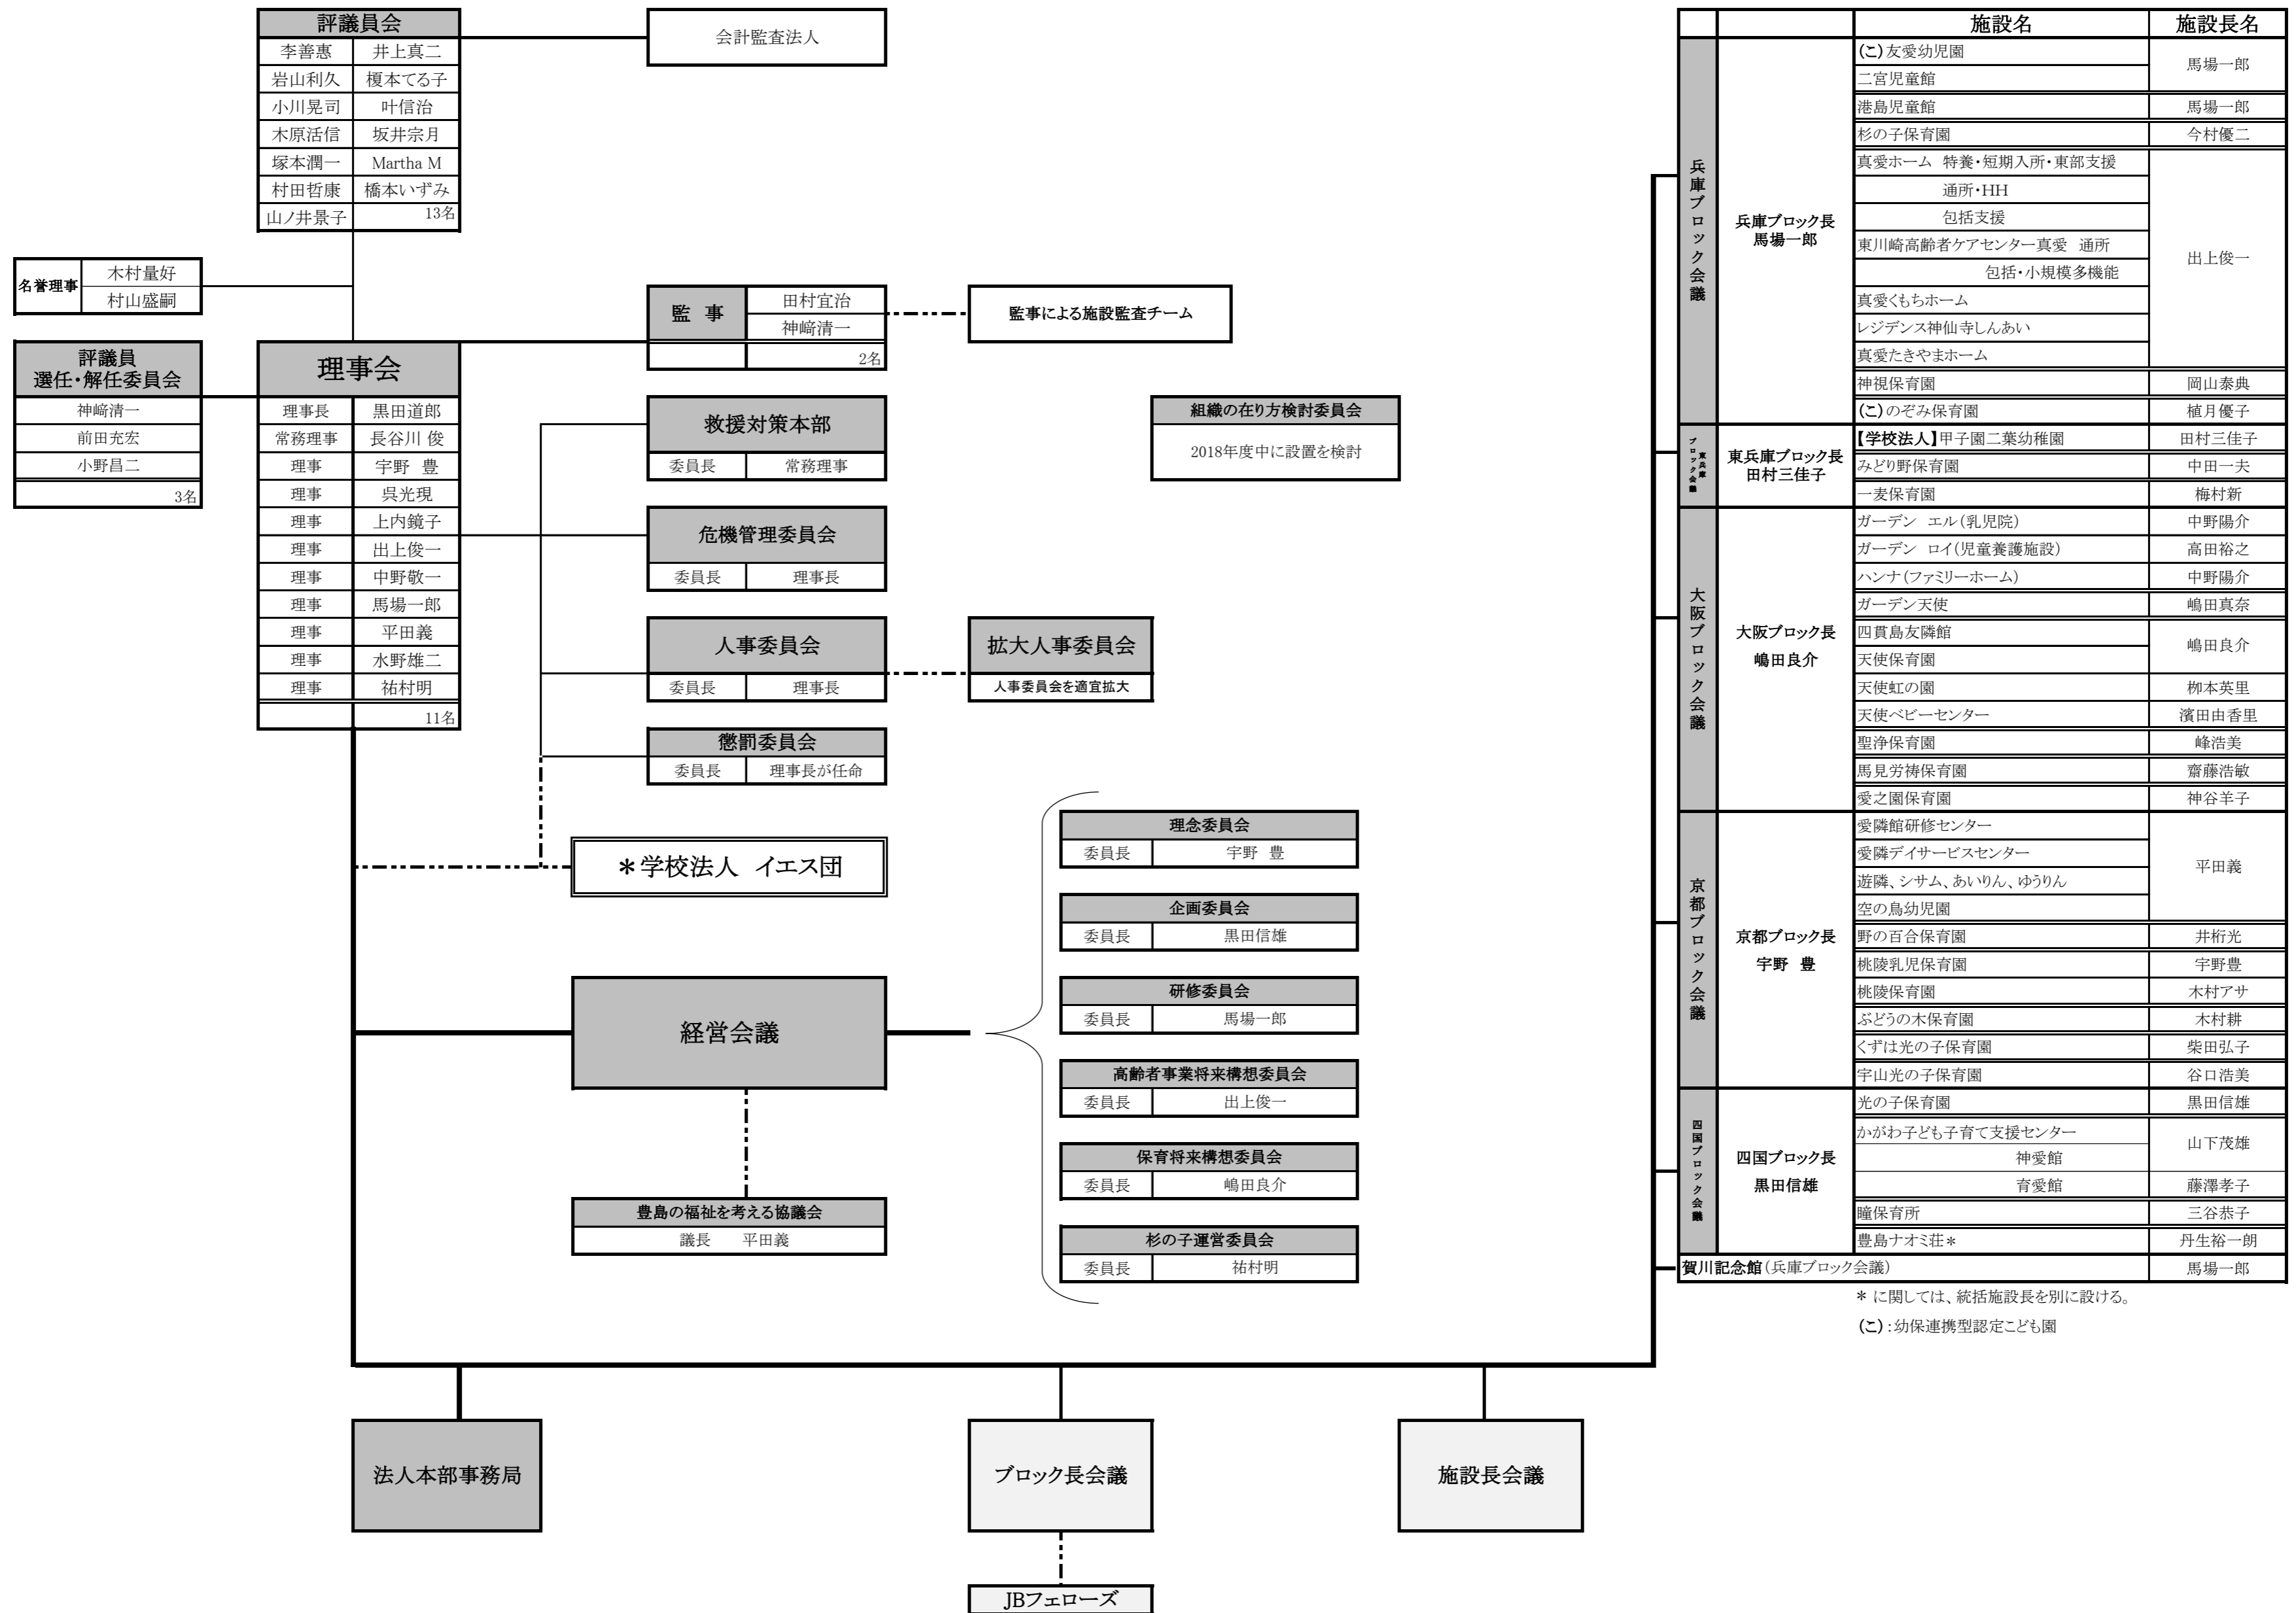 評議員会
李善惠 井上真二
岩山利久 榎本てる子
小川晃司 叶信治
木原活信 坂井宗月
塚本潤一 Martha M
村田哲康 橋本いずみ
山ノ井景子 13名
会計監査法人
名誉理事
木村量好
村山盛嗣
監 事
田村宜治
神﨑清一
2名
監事による施設監査チーム
評議員
選任・解任委員会
神﨑清一
前田充宏
小野昌二
3名
理事会
理事長 黒田道郎
常務理事 長谷川 俊
理事 宇野 豊
理事 呉光現
理事 上内鏡子
理事 出上俊一
理事 中野敬一
理事 馬場一郎
理事 平田義
理事 水野雄二
理事 祐村明
11名
救援対策本部
委員長 常務理事
組織の在り方検討委員会
2018年度中に設置を検討
危機管理委員会
委員長 理事長
人事委員会
委員長 理事長
拡大人事委員会
人事委員会を適宜拡大
懲罰委員会
委員長 理事長が任命
＊学校法人 イエス団
経営会議
理念委員会
委員長 宇野 豊
企画委員会
委員長 黒田信雄
研修委員会
委員長 馬場一郎
高齢者事業将来構想委員会
委員長 出上俊一
保育将来構想委員会
委員長 嶋田良介
杉の子運営委員会
委員長 祐村明
豊島の福祉を考える協議会
議長 平田義
法人本部事務局
ブロック長会議
施設長会議
JBフェローズ
施設名 施設長名
兵庫ブロック会議
兵庫ブロック長
馬場一郎
(こ)友愛幼児園 馬場一郎
二宮児童館
港島児童館 馬場一郎
杉の子保育園 今村優二
真愛ホーム 特養・短期入所・東部支援 出上俊一
通所・HH
包括支援
東川崎高齢者ケアセンター真愛 通所
包括・小規模多機能
真愛くもちホーム
レジデンス神仙寺しんあい
真愛たきやまホーム
神視保育園 岡山泰典
(こ)のぞみ保育園 植月優子
東兵庫
ブロック会議
東兵庫ブロック長
田村三佳子
【学校法人】甲子園二葉幼稚園 田村三佳子
みどり野保育園 中田一夫
一麦保育園 梅村新
大阪ブロック会議
大阪ブロック長
嶋田良介
ガーデン エル(乳児院) 中野陽介
ガーデン ロイ(児童養護施設) 高田裕之
ハンナ(ファミリーホーム) 中野陽介
ガーデン天使 嶋田真奈
四貫島友隣館 嶋田良介
天使保育園
天使虹の園 栁本英里
天使ベビーセンター 濱田由香里
聖浄保育園 峰浩美
馬見労祷保育園 齋藤浩敏
愛之園保育園 神谷羊子
京都ブロック会議
京都ブロック長
宇野 豊
愛隣館研修センター 平田義
愛隣デイサービスセンター
遊隣、シサム、あいりん、ゆうりん
空の鳥幼児園
野の百合保育園 井桁光
桃陵乳児保育園 宇野豊
桃陵保育園 木村アサ
ぶどうの木保育園 木村耕
くずは光の子保育園 柴田弘子
宇山光の子保育園 谷口浩美
四国ブロック会議
四国ブロック長
黒田信雄
光の子保育園 黒田信雄
かがわ子ども子育て支援センター 山下茂雄
神愛館
育愛館 藤澤孝子
瞳保育所 三谷恭子
豊島ナオミ荘＊ 丹生裕一朗
賀川記念館(兵庫ブロック会議) 馬場一郎
＊ に関しては、統括施設長を別に設ける。
(こ)：幼保連携型認定こども園